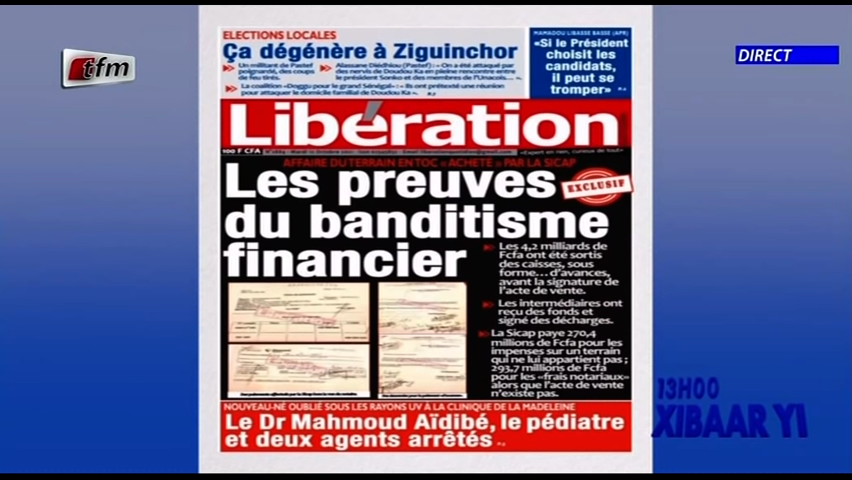 tfm
DIRECT
ELECTIONS LOCALES
Ça dégénère à Ziguinchor
Un militant de Pastef poignardé, des coups de feu tirés.
Alassane Diédhiou (Pastef) : « On a été attaqué par des nervis de Doudou Ka en pleine rencontre entre le président Sonko et des membres de l'Unacois... ».
La coalition «Doggu pour le grand Sénégal» : « Ils ont prétexté une réunion pour attaquer le domicile familial de Doudou Ka ».
MAMADOU LIBASSE BASSE (APR)
«Si le Président
choisit les
candidats,
il peut se
tromper»
Libération
100 F CFA
«Expert en rien, curieux de tout»
AFFAIRE DU TERRAIN EN TOC « ACHETÉ » PAR LA SICAP
Les preuves
EXCLUSIF
du banditisme
financier
Les 4,2 milliards de
Fcfa ont été sortis
des caisses, sous
forme... d'avances,
avant la signature de
l'acte de vente.
Les intermédiaires ont
reçu des fonds et
signé des décharges.
La Sicap paye 270,4
millions de Fcfa pour les
impenses sur un terrain
qui ne lui appartient pas ;
293,7 millions de Fcfa
pour les «frais notariaux»
alors que l'acte de vente
n'existe pas.
NOUVEAU-NÉ OUBLIÉ SOUS LES RAYONS UV À LA CLINIQUE DE LA MADELEINE
Le Dr Mahmoud Aïdibé, le pédiatre
et deux agents arrêtés
13H00
XIBAAR YI